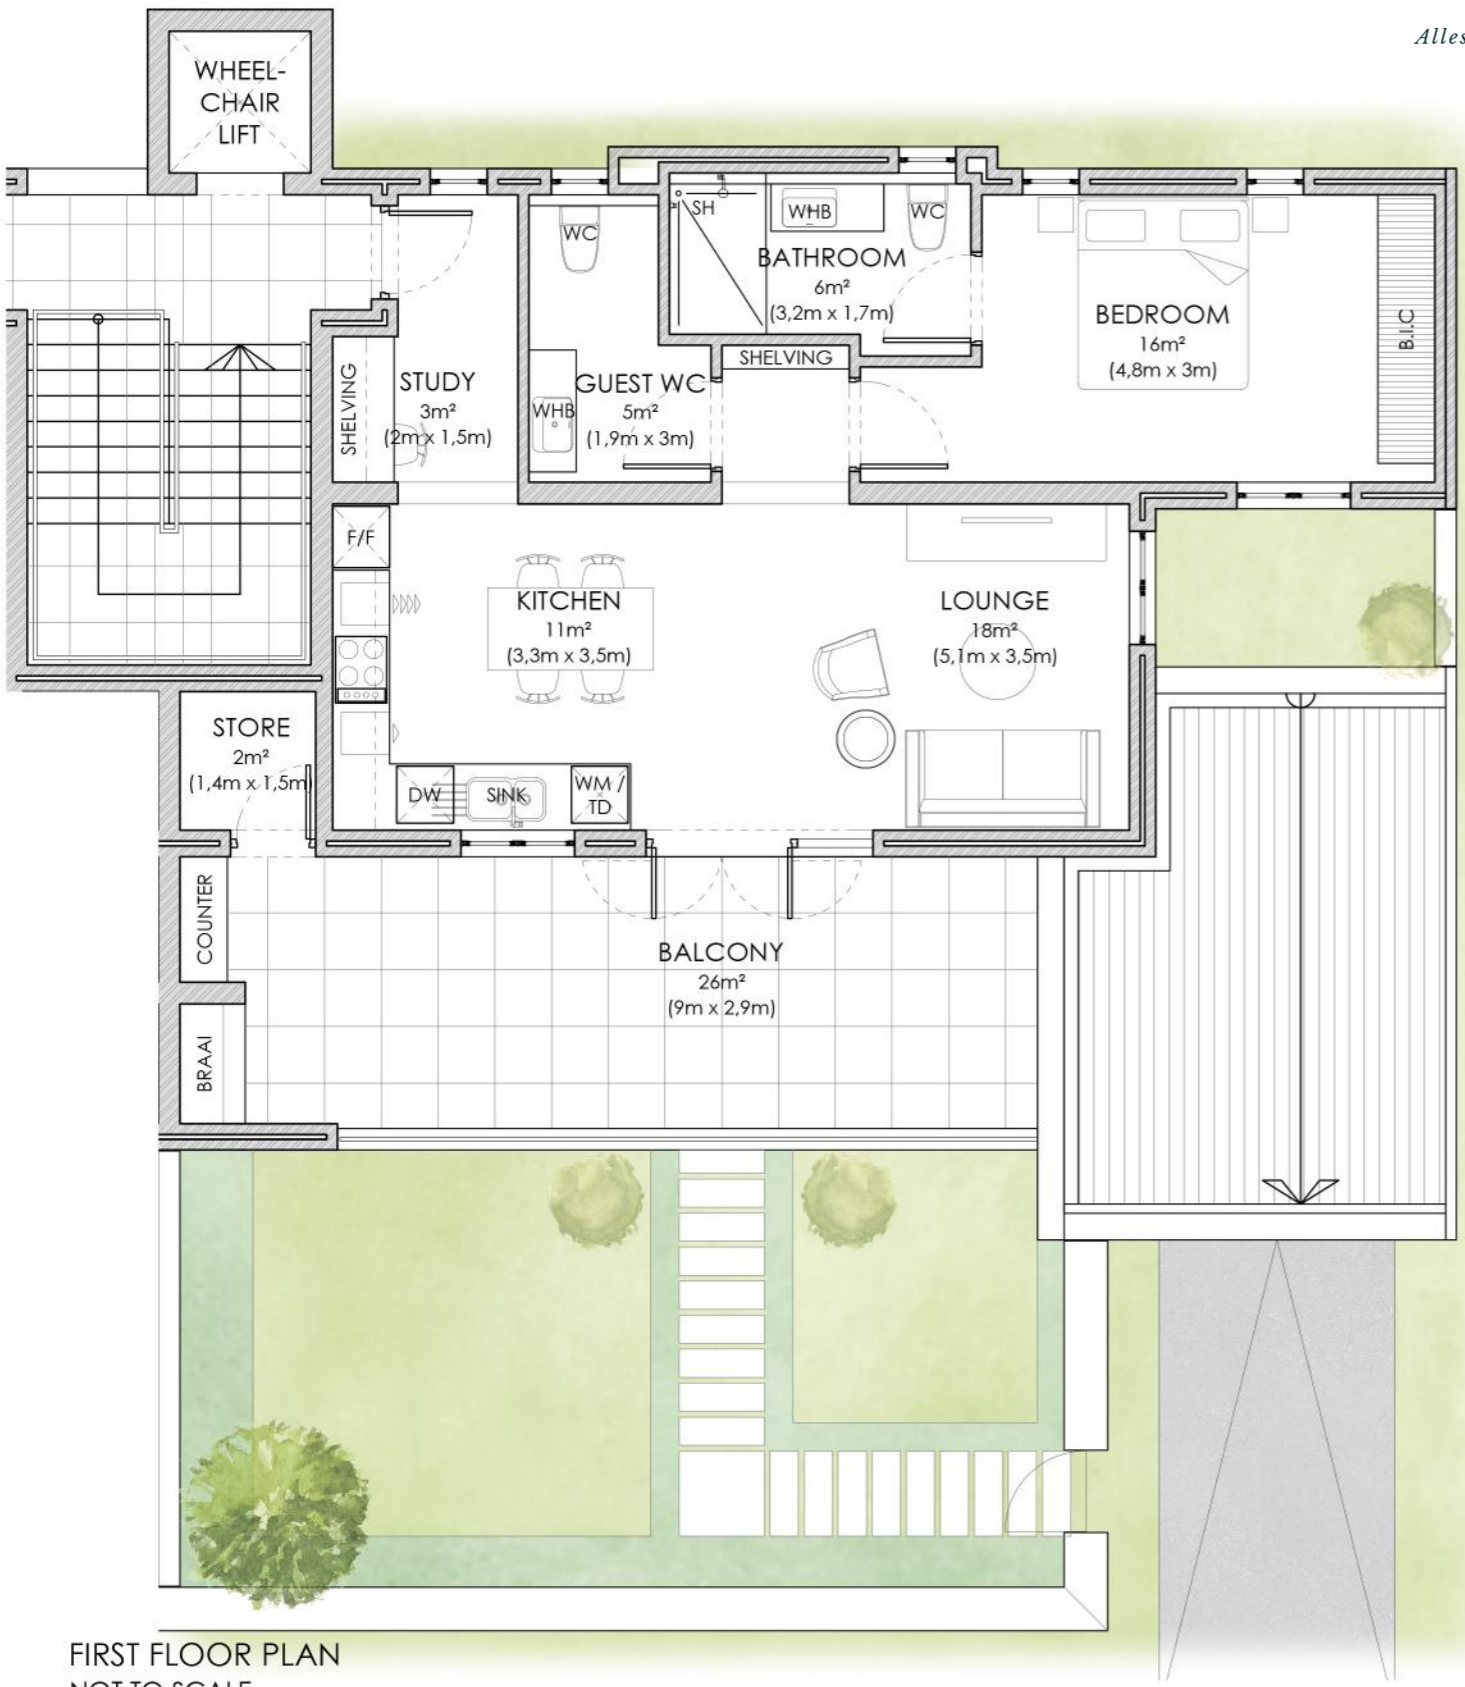 Alles
WHEEL-
CHAIR
LIFT
SH
WHB
WC
BATHROOM
6m²
(3,2m x 1,7m)
WC
BEDROOM
16m²
(4,8m x 3m)
B.I.C
SHELVING
STUDY
3m²
(2m x 1,5m)
SHELVING
GUEST WC
5m²
(1,9m x 3m)
WHB
F/F
KITCHEN
11m²
(3,3m x 3,5m)
LOUNGE
18m²
(5,1m x 3,5m)
STORE
2m²
(1,4m x 1,5m)
DW
SINK
WM /
TD
COUNTER
BALCONY
26m²
(9m x 2,9m)
BRAAI
FIRST FLOOR PLAN
NOT TO SCALE